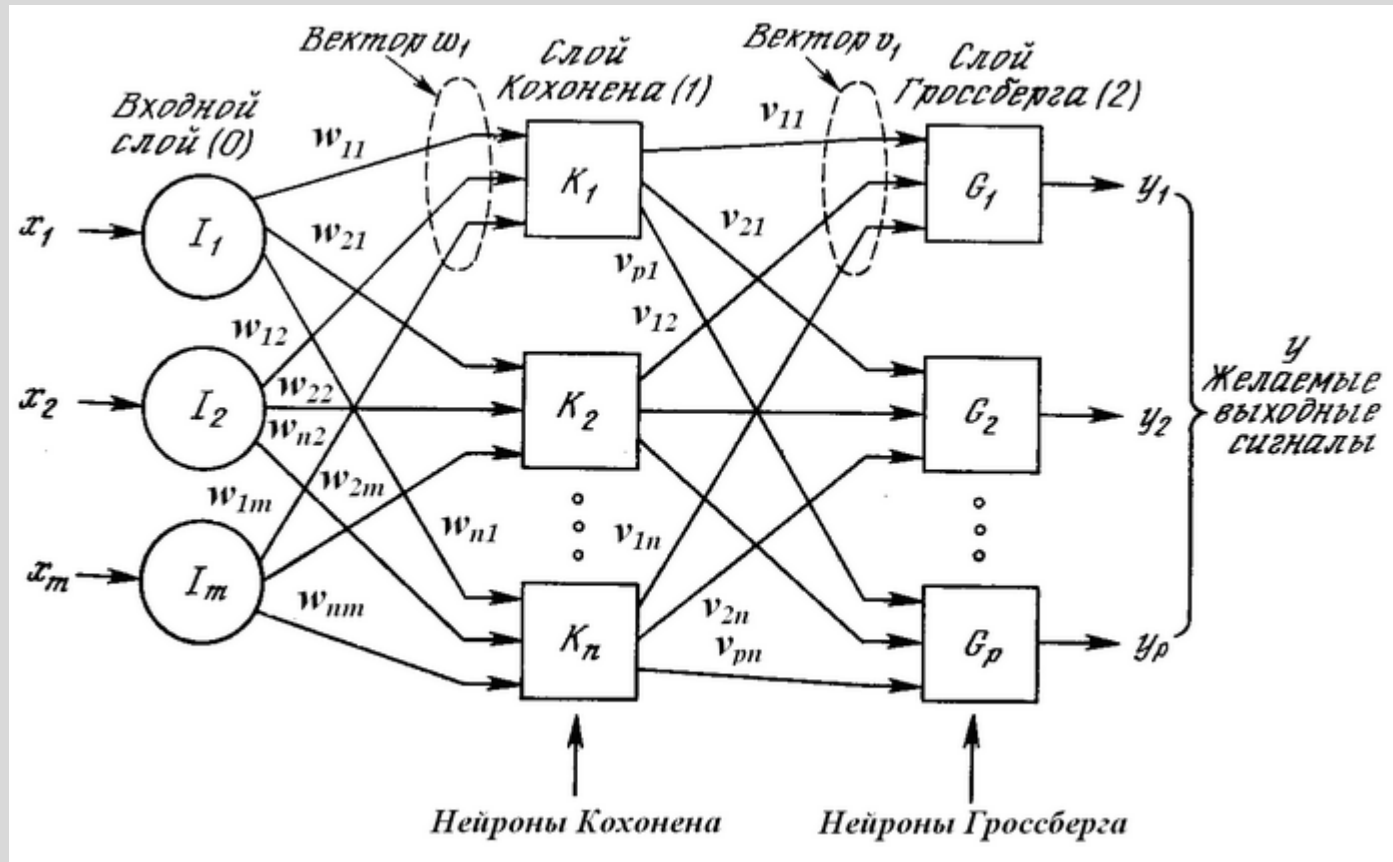 Вектор w₁
Слой
Кохонена (1)
Вектор v₁
Слой
Гроссберга (2)
Входной
слой (0)
w₁₁
v₁₁
K₁
G₁
y₁
x₁
I₁
w₂₁
v₂₁
vₚ₁
w₁₂
v₁₂
x₂
I₂
w₂₂
K₂
G₂
y₂
Y
Желаемые
выходные
сигналы
wₙ₂
w₂ₘ
w₁ₘ
wₙ₁
v₁ₙ
xₘ
Iₘ
wₙₘ
Kₙ
v₂ₙ
vₚₙ
Gₚ
yₚ
Нейроны Кохонена
Нейроны Гроссберга